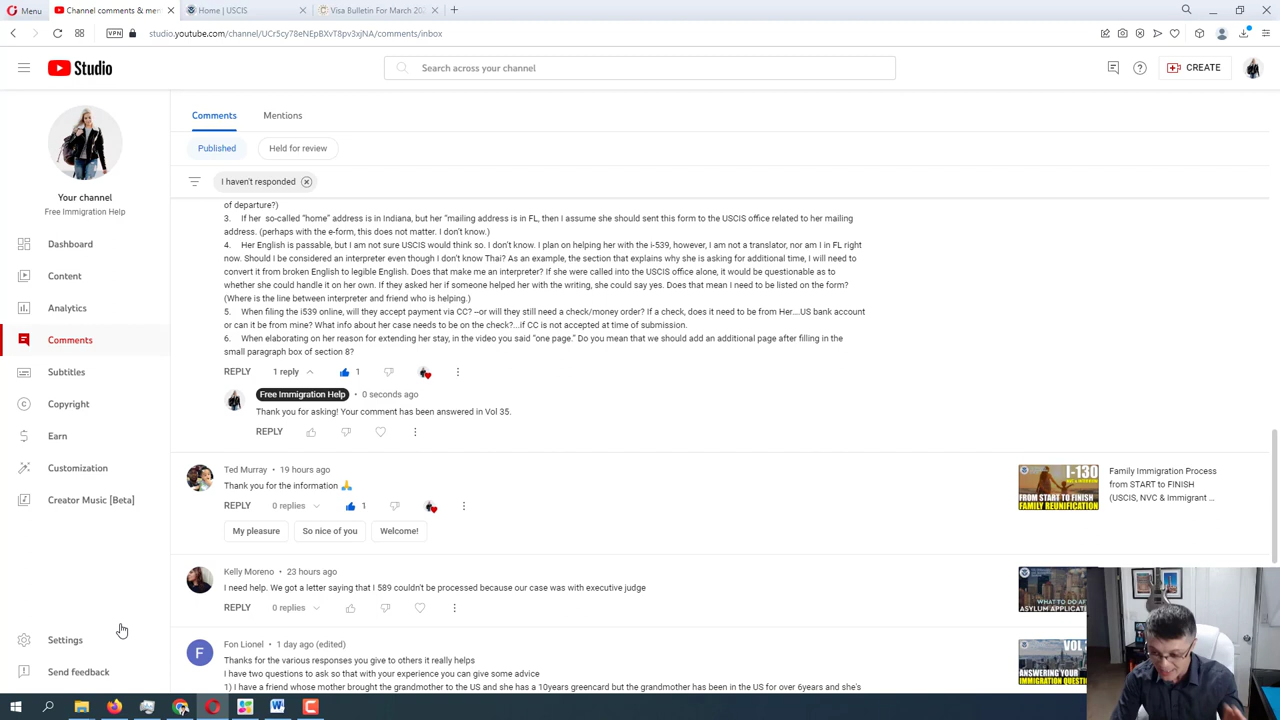 Menu
Channel comments & me
Home | USCIS
Visa Bulletin For March 202
VPN
studio.youtube.com/channel/UCr5cy78eNEpBXvT8pv3xjNA/comments/inbox
Studio
Search across your channel
CREATE
Your channel
Free Immigration Help
Dashboard
Content
Analytics
Comments
Subtitles
Copyright
Earn
Customization
Creator Music [Beta]
Settings
Send feedback
Comments
Mentions
Published
Held for review
I haven't responded
of departure?)
3. If her so-called "home" address is in Indiana, but her "mailing address is in FL, then I assume she should sent this form to the USCIS office related to her mailing
address. (perhaps with the e-form, this does not matter. I don't know.)
4. Her English is passable, but I am not sure USCIS would think so. I don't know. I plan on helping her with the i-539, however, I am not a translator, nor am I in FL right
now. Should I be considered an interpreter even though I don't know Thai? As an example, the section that explains why she is asking for additional time, I will need to
convert it from broken English to legible English. Does that make me an interpreter? If she were called into the USCIS office alone, it would be questionable as to
whether she could handle it on her own. If they asked her if someone helped her with the writing, she could say yes. Does that mean I need to be listed on the form?
(Where is the line between interpreter and friend who is helping.)
5. When filing the i539 online, will they accept payment via CC? –or will they still need a check/money order? If a check, does it need to be from Her....US bank account
or can it be from mine? What info about her case needs to be on the check?...if CC is not accepted at time of submission.
6. When elaborating on her reason for extending her stay, in the video you said "one page." Do you mean that we should add an additional page after filling in the
small paragraph box of section 8?
REPLY 1 reply 1
Free Immigration Help • 0 seconds ago
Thank you for asking! Your comment has been answered in Vol 35.
REPLY
Ted Murray • 19 hours ago
Thank you for the information 🙏
REPLY 0 replies 1
My pleasure
So nice of you
Welcome!
I-130
FROM START TO FINISH
FAMILY REUNIFICATION
Family Immigration Process
from START to FINISH
(USCIS, NVC & Immigrant ...
Kelly Moreno • 23 hours ago
I need help. We got a letter saying that I 589 couldn't be processed because our case was with executive judge
REPLY 0 replies
WHAT TO DO AF
ASYLUM APPLICATIO
F
Fon Lionel • 1 day ago (edited)
Thanks for the various responses you give to others it really helps
I have two questions to ask so that with your experience you can give some advice
1) I have a friend whose mother brought the grandmother to the US and she has a 10years greencard but the grandmother has been in the US for over 6years and she's
VOL 3
ANSWERING YOUR
IMMIGRATION QUEST